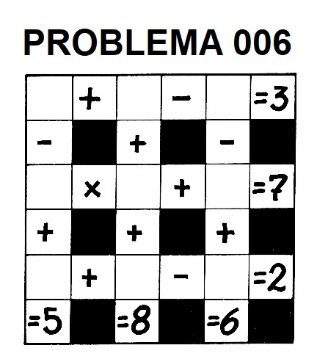 PROBLEMA 006
+ - =3
- + -
× + =7
+ + +
+ - =2
=5 =8 =6